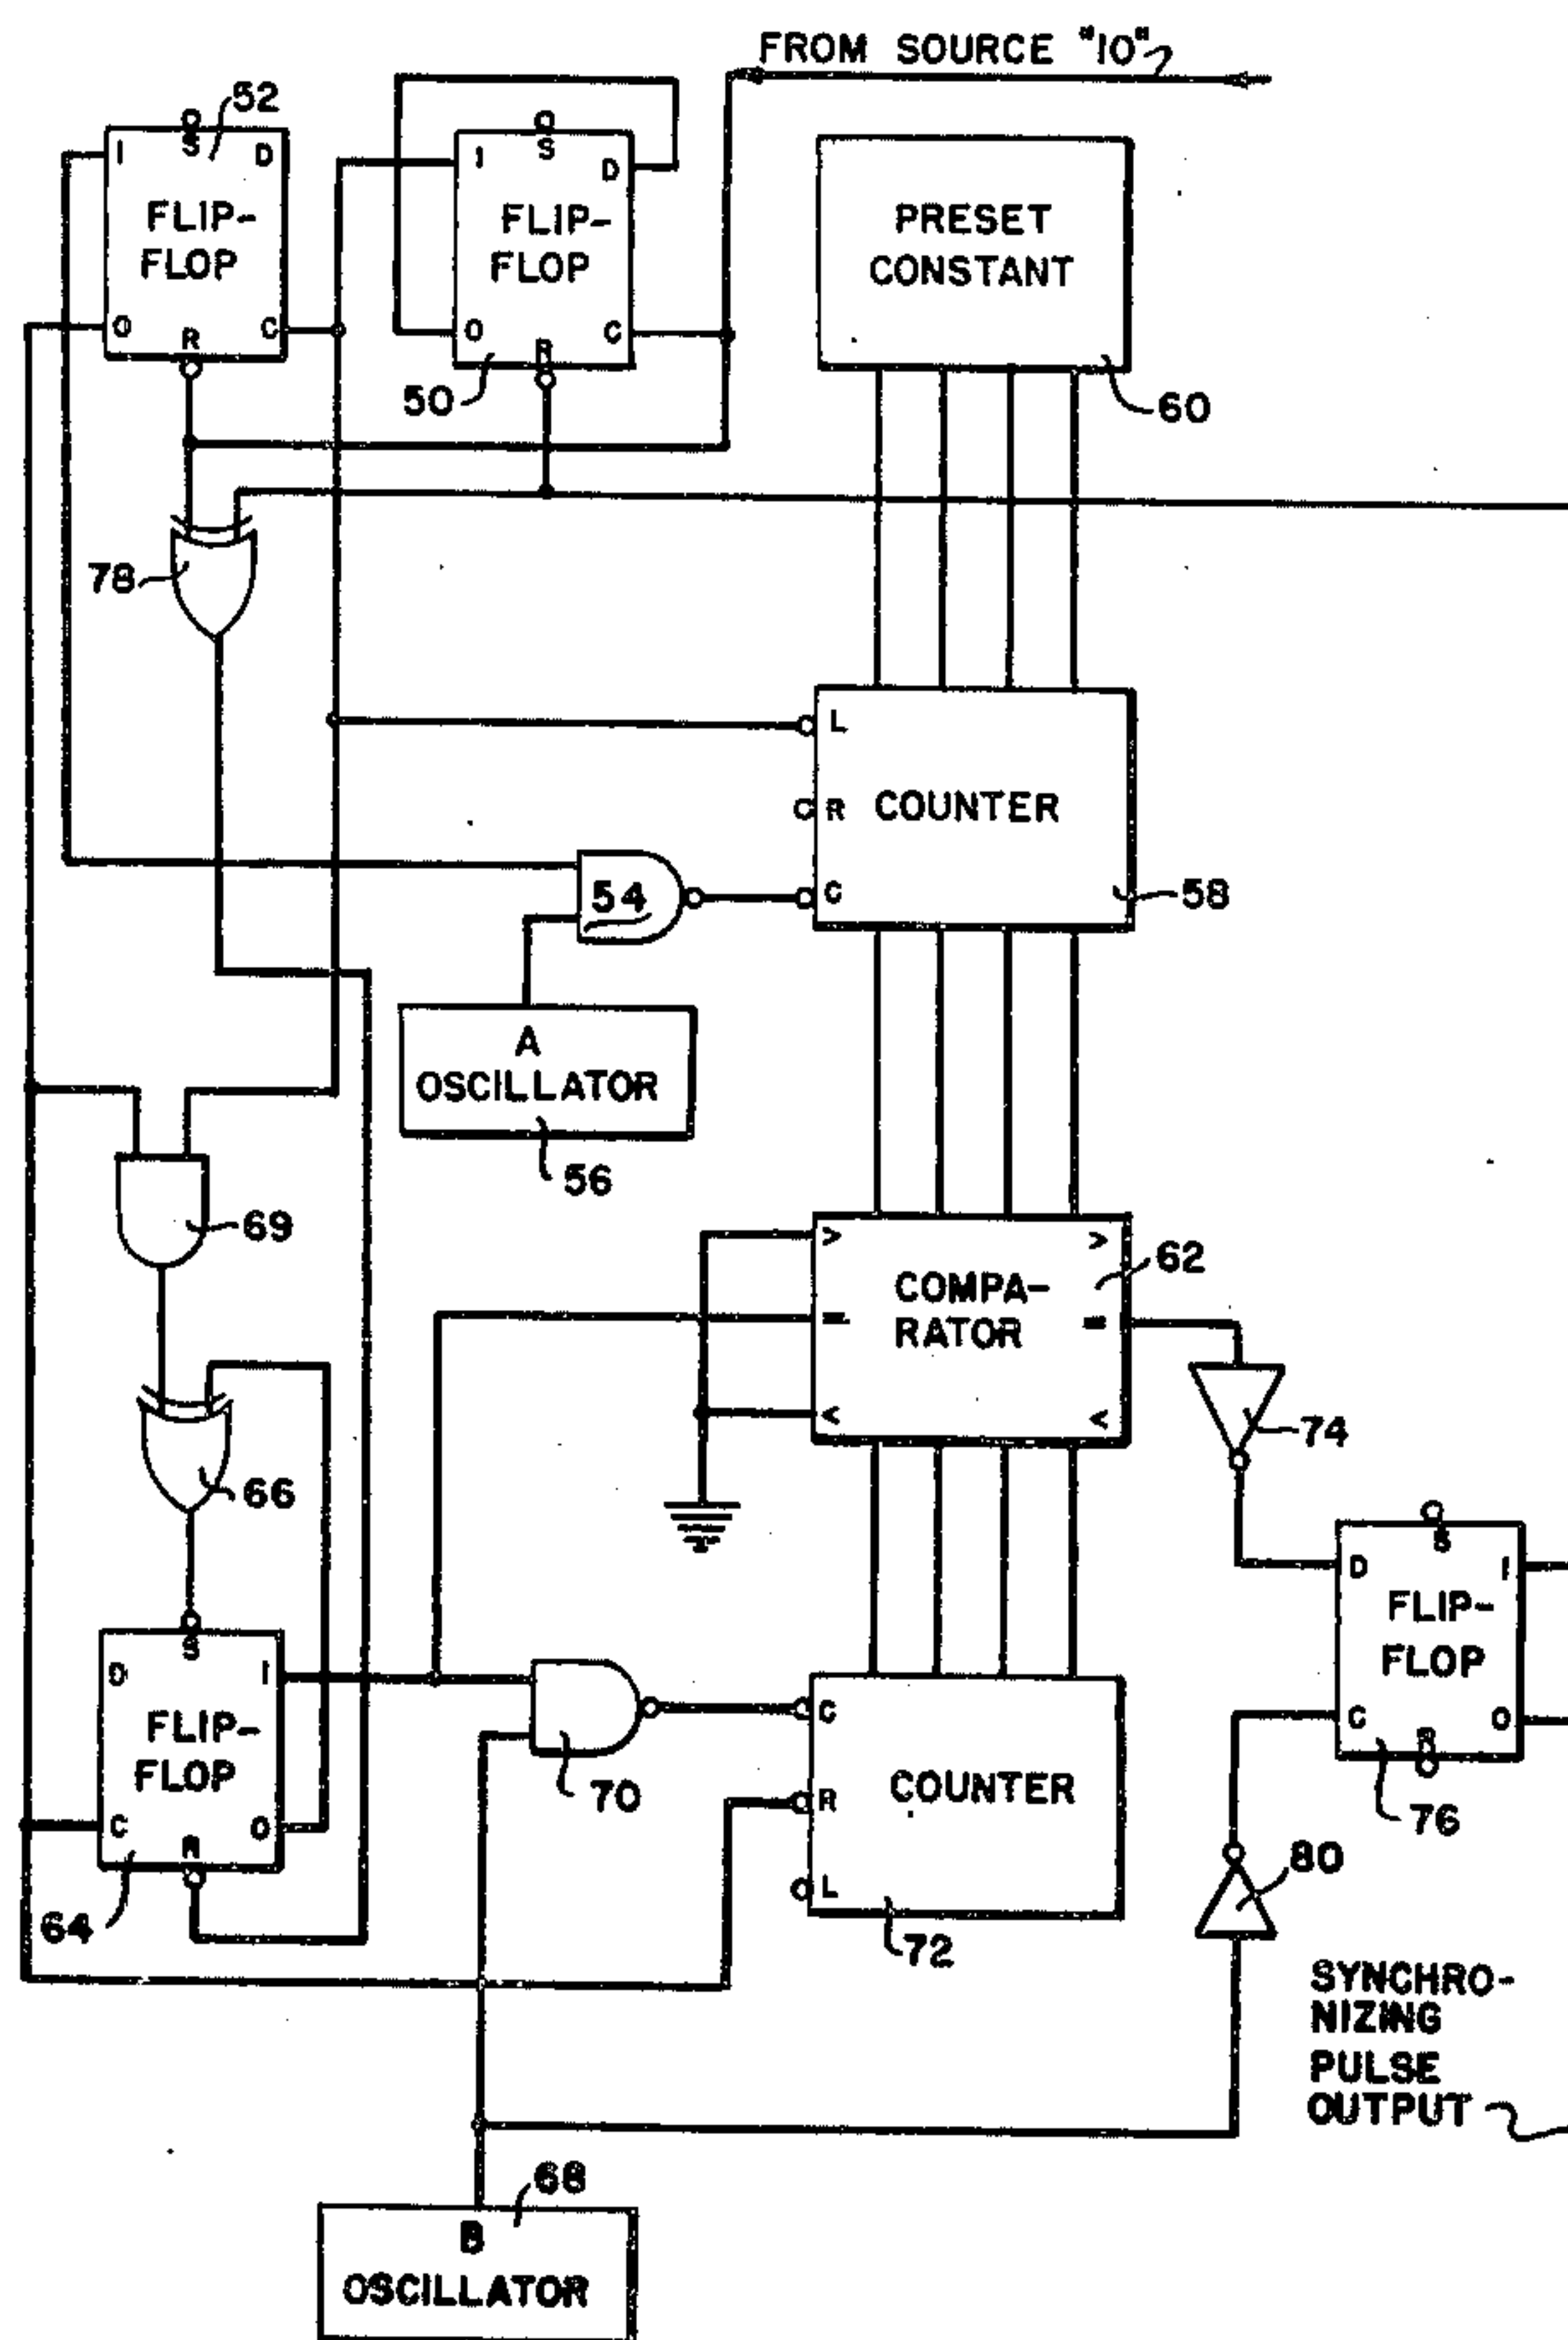 FROM SOURCE "10"
52
I S D
FLIP-
FLOP
O R C
I S D
FLIP-
FLOP
O R C
50
PRESET
CONSTANT
60
78
L
R COUNTER
C
58
54
A
OSCILLATOR
56
69
> >
COMPA-
RATOR
= =
< <
62
74
66
S
D I
FLIP-
FLOP
C R O
64
70
C
R COUNTER
L
72
S
D I
FLIP-
FLOP
C R O
76
80
SYNCHRO-
NIZING
PULSE
OUTPUT
68
B
OSCILLATOR